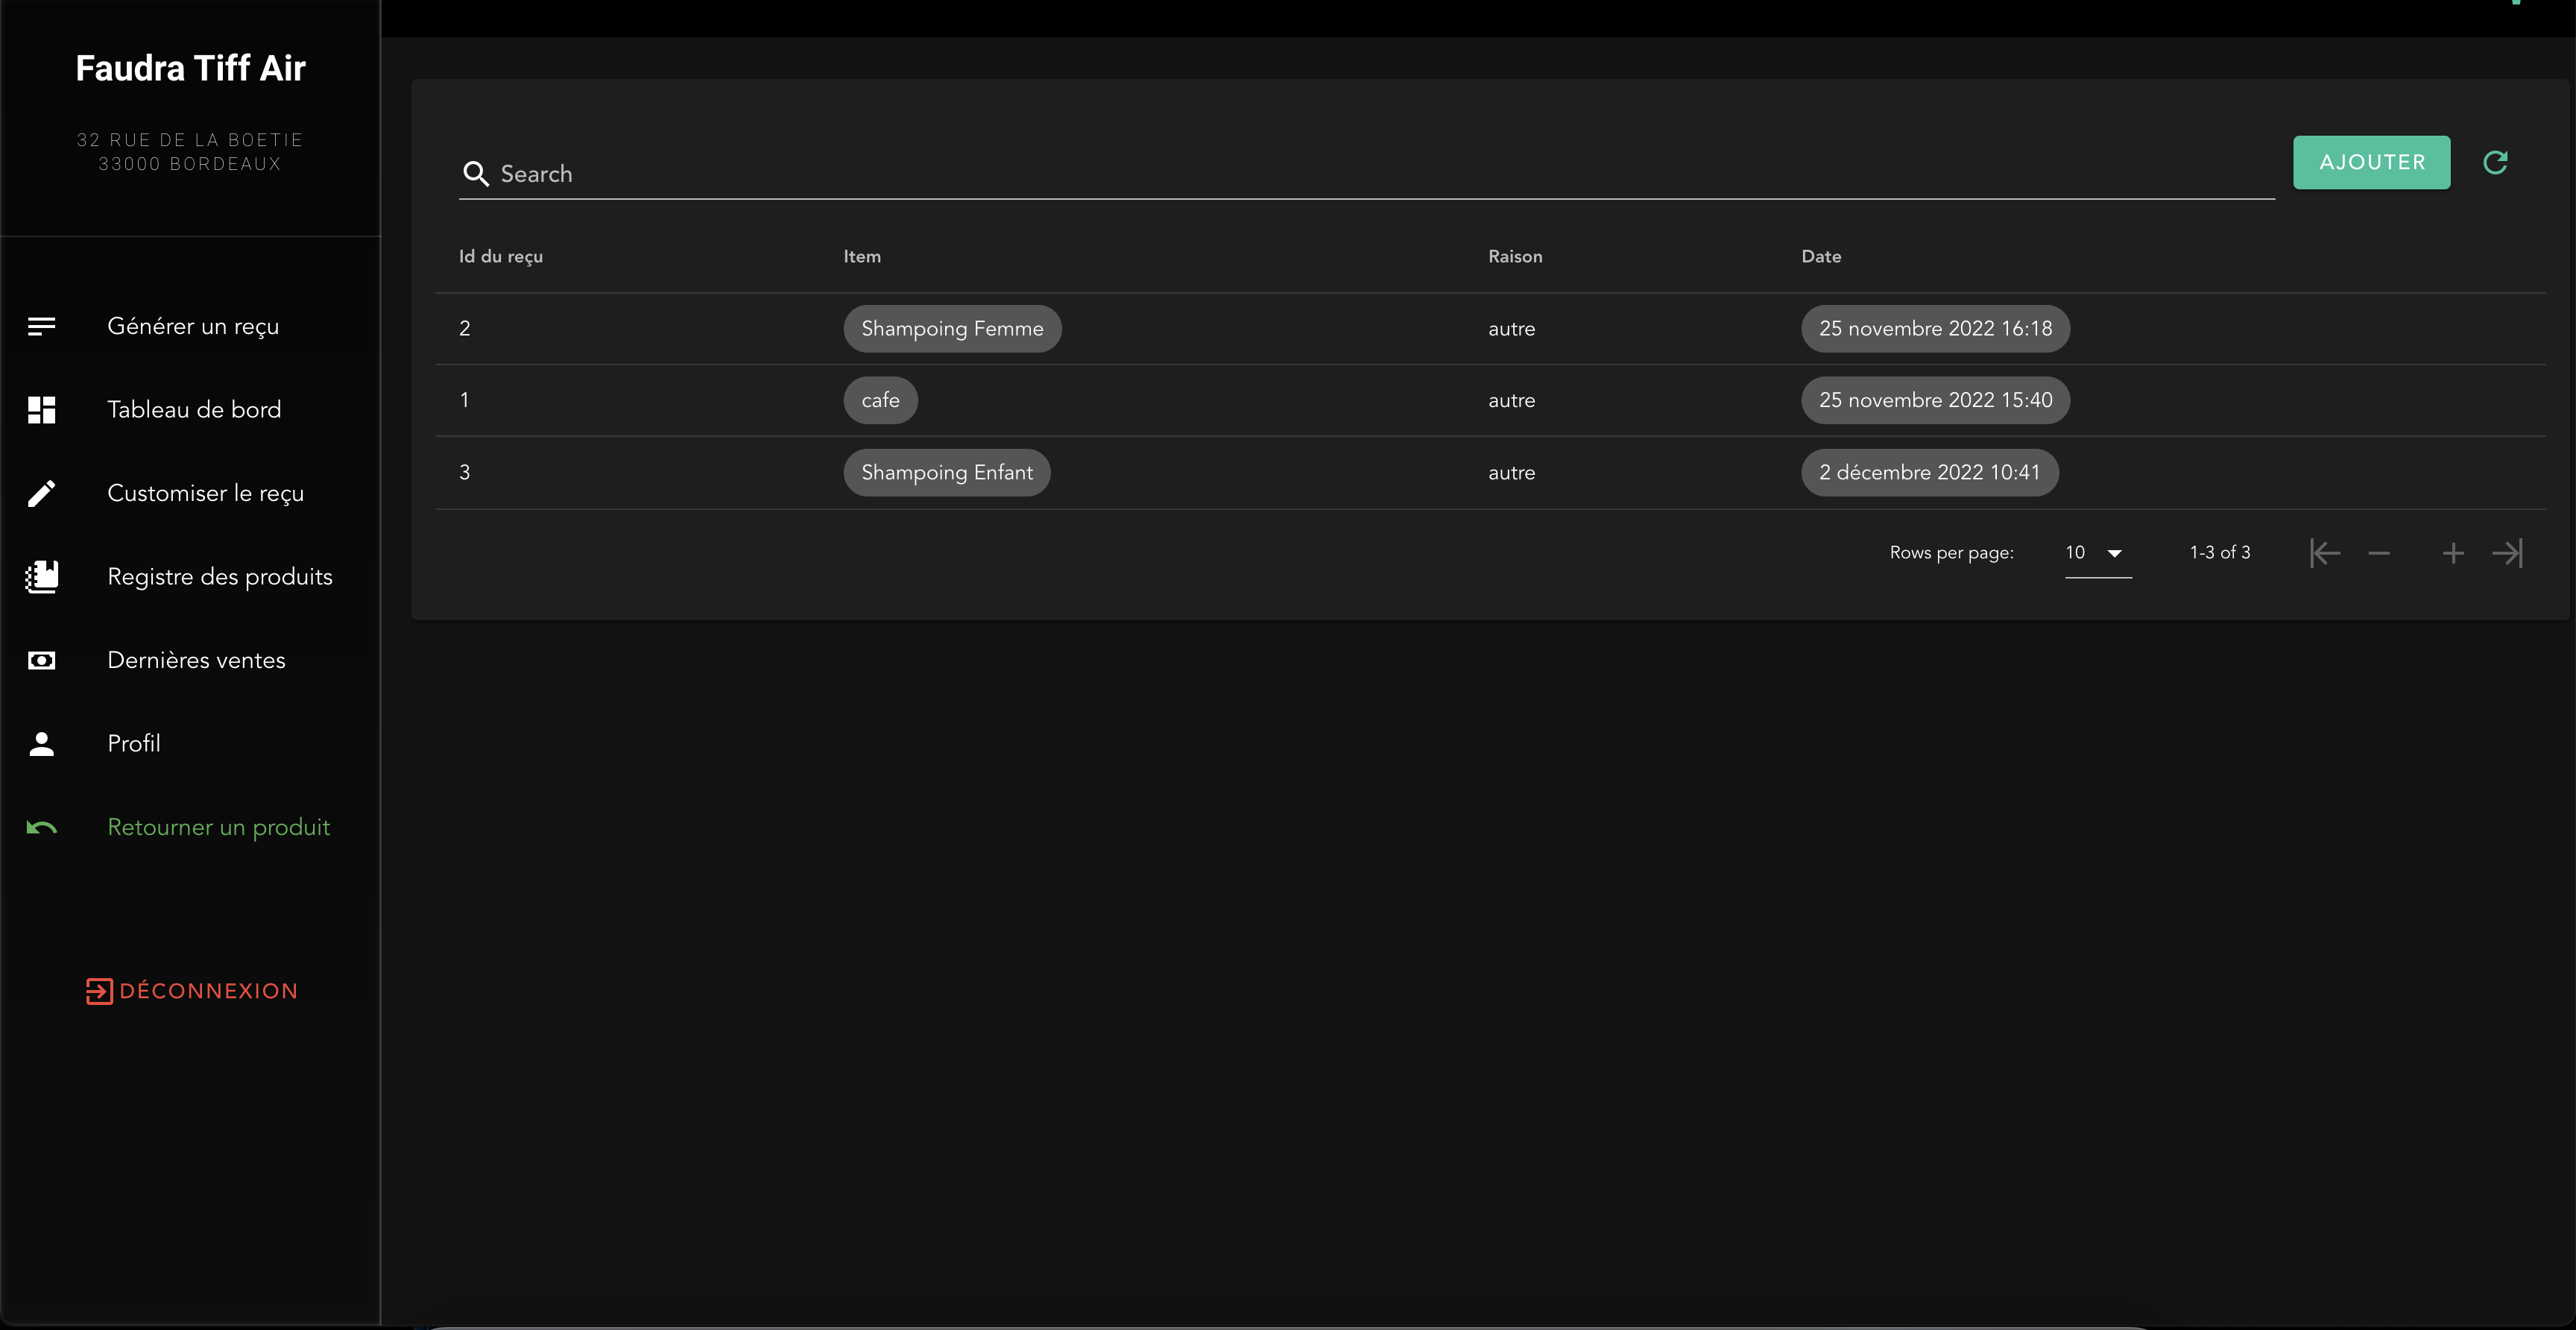 Faudra Tiff Air
32 RUE DE LA BOETIE
33000 BORDEAUX
Générer un reçu
Tableau de bord
Customiser le reçu
Registre des produits
Dernières ventes
Profil
Retourner un produit
DÉCONNEXION
Search
AJOUTER
Id du reçu Item Raison Date
2 Shampoing Femme autre 25 novembre 2022 16:18
1 cafe autre 25 novembre 2022 15:40
3 Shampoing Enfant autre 2 décembre 2022 10:41
Rows per page: 10 1-3 of 3